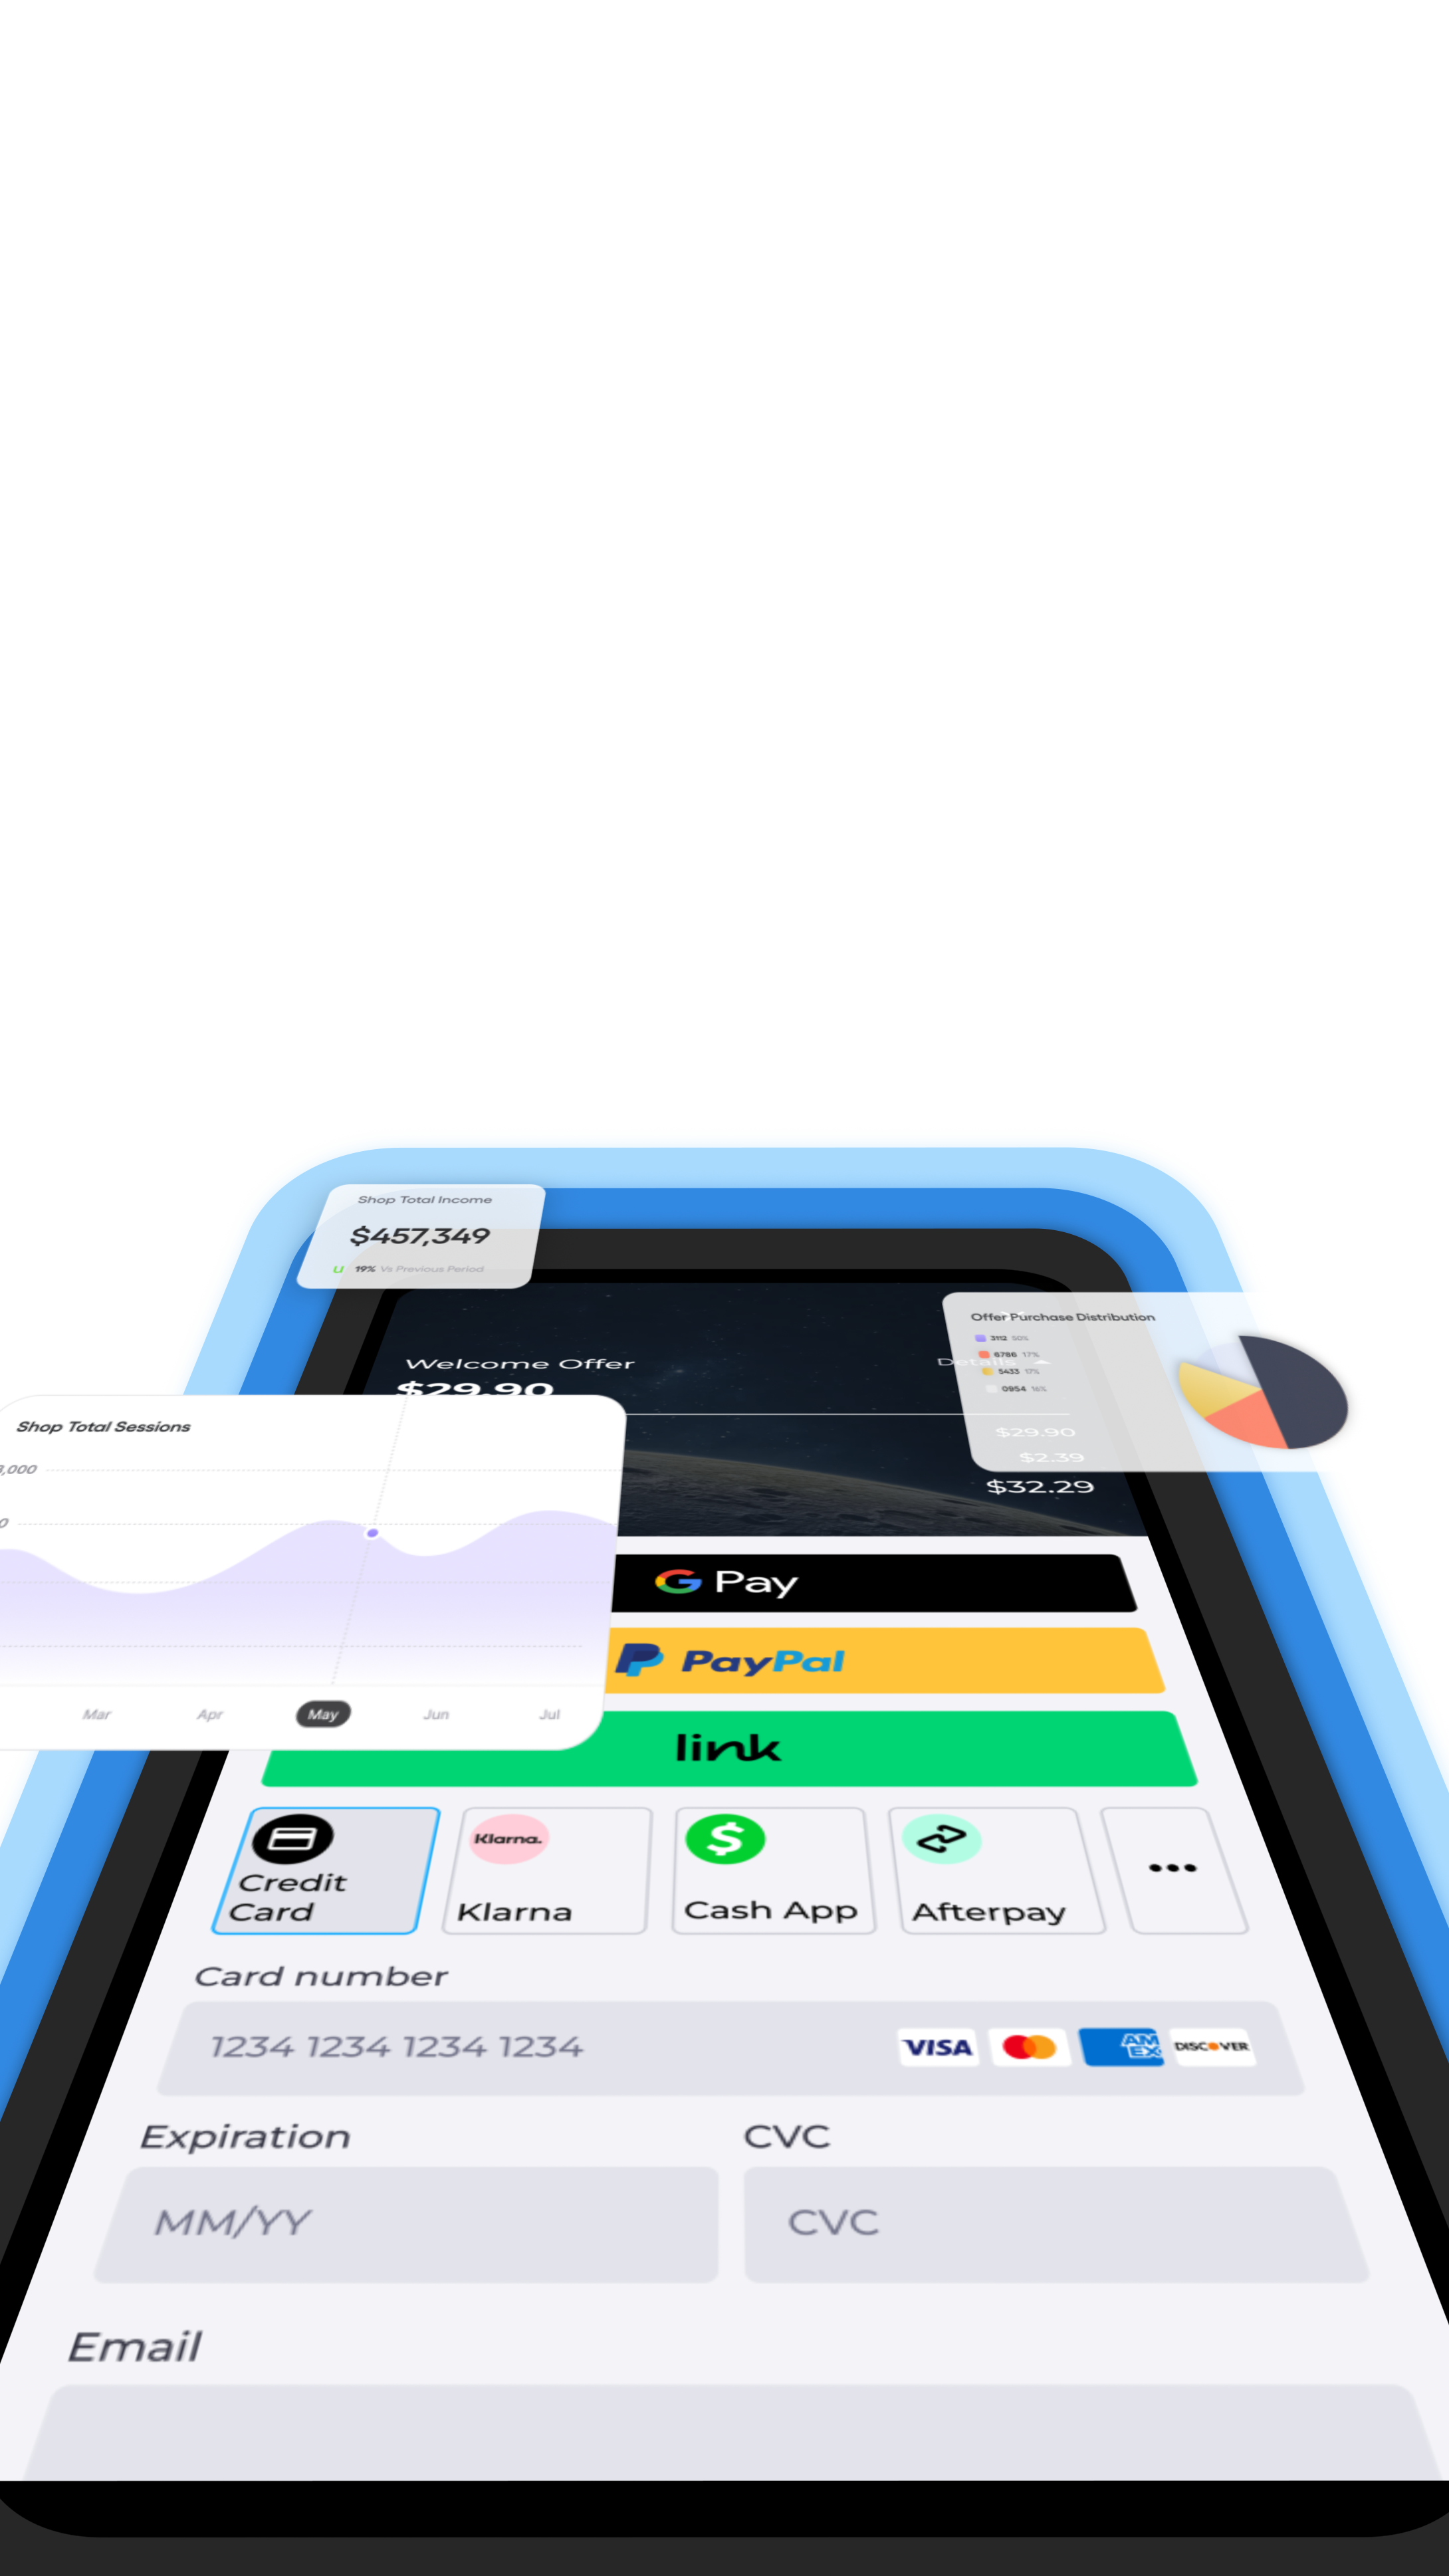 Shop Total Income
$457,349
19% Vs Previous Period
Offer Purchase Distribution
3112 50%
6786 17%
5433 17%
0954 16%
Welcome Offer
$29.90
Details
$29.90
$2.39
$32.29
Shop Total Sessions
Mar Apr May Jun Jul
G Pay
PayPal
link
Credit
Card
Klarna.
Klarna
Cash App
Afterpay
Card number
1234 1234 1234 1234
VISA
AM
EX
DISCOVER
Expiration
CVC
MM/YY
CVC
Email